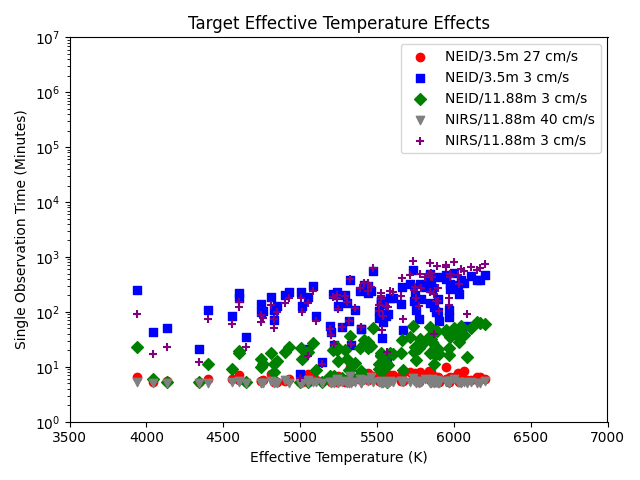 Target Effective Temperature Effects
Single Observation Time (Minutes)
10^7
10^6
10^5
10^4
10^3
10^2
10^1
10^0
NEID/3.5m 27 cm/s
NEID/3.5m 3 cm/s
NEID/11.88m 3 cm/s
NIRS/11.88m 40 cm/s
NIRS/11.88m 3 cm/s
3500 4000 4500 5000 5500 6000 6500 7000
Effective Temperature (K)